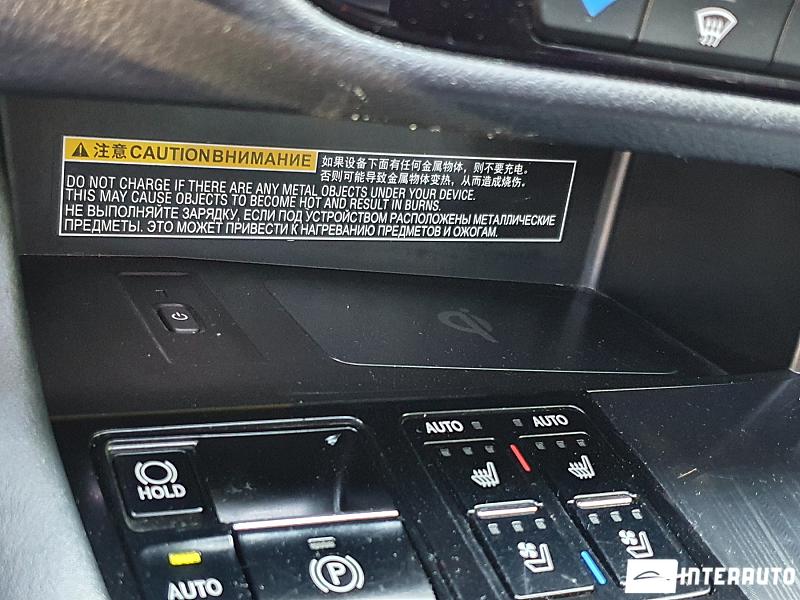 注意 CAUTION ВНИМАНИЕ
如果设备下面有任何金属物体，则不要充电。
否则可能导致金属物体变热，从而造成烧伤。
DO NOT CHARGE IF THERE ARE ANY METAL OBJECTS UNDER YOUR DEVICE.
THIS MAY CAUSE OBJECTS TO BECOME HOT AND RESULT IN BURNS.
НЕ ВЫПОЛНЯЙТЕ ЗАРЯДКУ, ЕСЛИ ПОД УСТРОЙСТВОМ РАСПОЛОЖЕНЫ МЕТАЛЛИЧЕСКИЕ
ПРЕДМЕТЫ. ЭТО МОЖЕТ ПРИВЕСТИ К НАГРЕВАНИЮ ПРЕДМЕТОВ И ОЖОГАМ.
AUTO AUTO
HOLD
AUTO
P
INTERAUTO